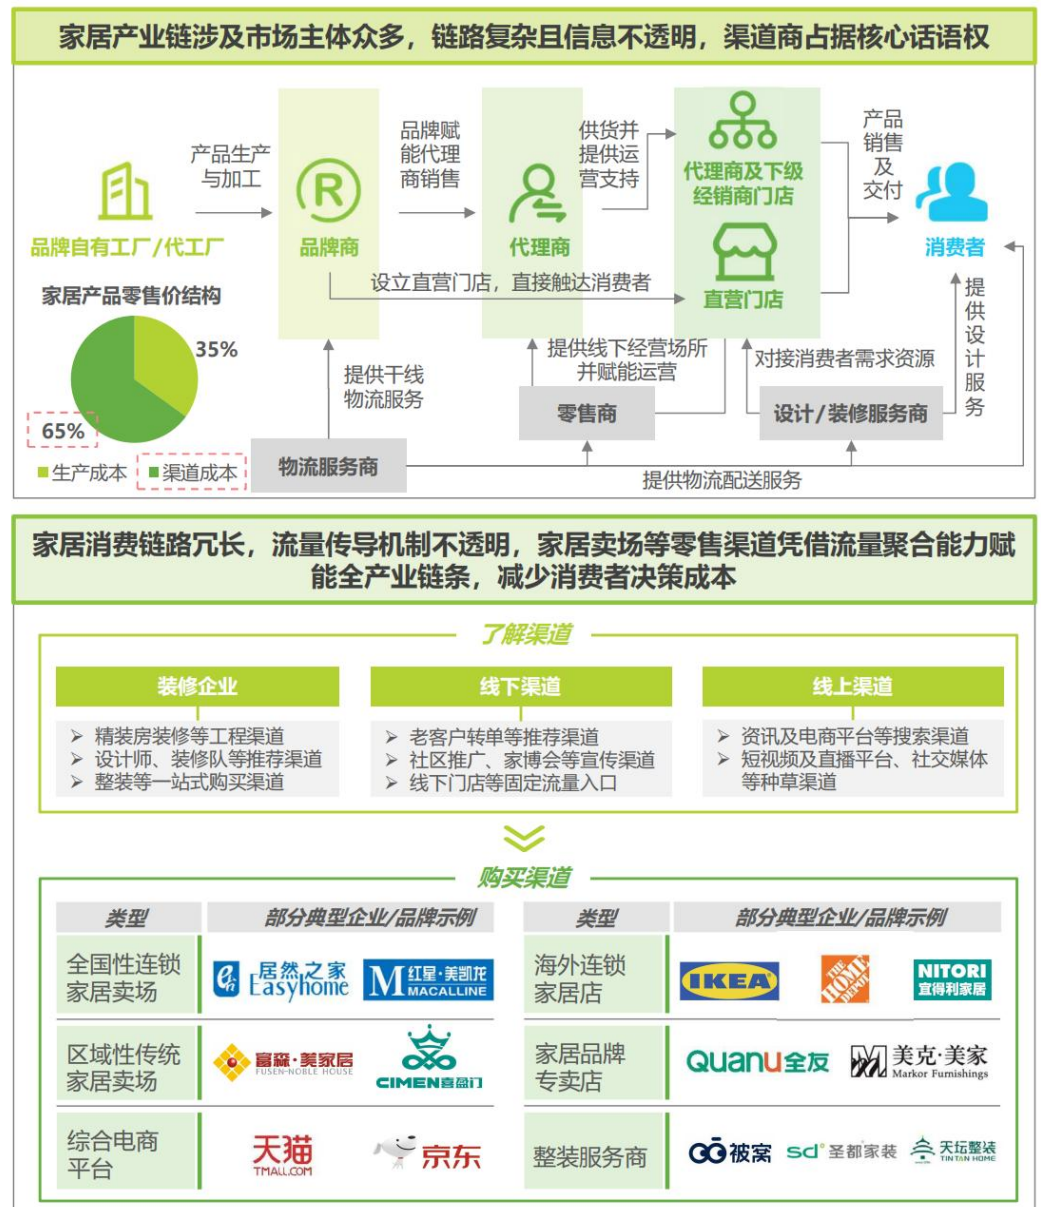 家居产业链涉及市场主体众多，链路复杂且信息不透明，渠道商占据核心话语权
产品生产
与加工
品牌赋
能代理
商销售
供货并
提供运
营支持
产品
销售
及
交付
品牌自有工厂/代工厂
R
品牌商
代理商
代理商及下级
经销商门店
直营门店
消费者
设立直营门店，直接触达消费者
家居产品零售价结构
35%
65%
生产成本
渠道成本
提供干线
物流服务
提供线下经营场所
并赋能运营
对接消费者需求资源
提
供
设
计
服
务
物流服务商
零售商
设计/装修服务商
提供物流配送服务
家居消费链路冗长，流量传导机制不透明，家居卖场等零售渠道凭借流量聚合能力赋
能全产业链条，减少消费者决策成本
了解渠道
装修企业
精装房装修等工程渠道
设计师、装修队等推荐渠道
整装等一站式购买渠道
线下渠道
老客户转单等推荐渠道
社区推广、家博会等宣传渠道
线下门店等固定流量入口
线上渠道
资讯及电商平台等搜索渠道
短视频及直播平台、社交媒体
等种草渠道
购买渠道
类型
部分典型企业/品牌示例
全国性连锁
家居卖场
居然之家
Easyhome
M
红星·美凯龙
MACALLINE
区域性传统
家居卖场
富森·美家居
FUSEN-NOBLE HOUSE
CIMEN喜盈门
综合电商
平台
天猫
TMALL.COM
京东
类型
部分典型企业/品牌示例
海外连锁
家居店
IKEA
THE HOME DEPOT
NITORI
宜得利家居
家居品牌
专卖店
QuanU全友
美克·美家
Markor Furnishings
整装服务商
被窝
sd°圣都家装
天坛整装
TINTAN HOME